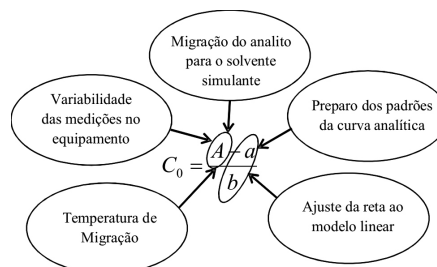 Migração do analito
para o solvente
simulante
Variabilidade
das medições no
equipamento
Preparo dos padrões
da curva analítica
C₀ = (A - a) / b
Temperatura de
Migração
Ajuste da reta ao
modelo linear